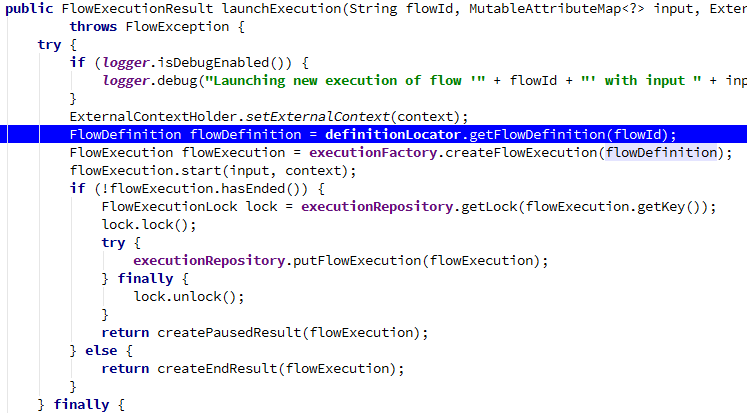 public FlowExecutionResult launchExecution(String flowId, MutableAttributeMap<?> input, Exter
throws FlowException {
try {
if (logger.isDebugEnabled()) {
logger.debug("Launching new execution of flow '" + flowId + "' with input " + inp
}
ExternalContextHolder.setExternalContext(context);
FlowDefinition flowDefinition = definitionLocator.getFlowDefinition(flowId);
FlowExecution flowExecution = executionFactory.createFlowExecution(flowDefinition);
flowExecution.start(input, context);
if (!flowExecution.hasEnded()) {
FlowExecutionLock lock = executionRepository.getLock(flowExecution.getKey());
lock.lock();
try {
executionRepository.putFlowExecution(flowExecution);
} finally {
lock.unlock();
}
return createPausedResult(flowExecution);
} else {
return createEndResult(flowExecution);
}
} finally {